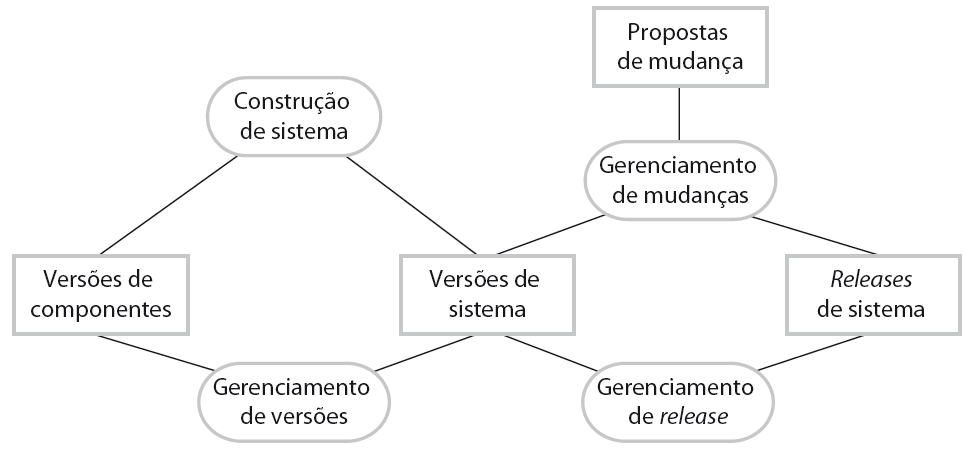 Propostas
de mudança
Construção
de sistema
Gerenciamento
de mudanças
Versões de
componentes
Versões de
sistema
Releases
de sistema
Gerenciamento
de versões
Gerenciamento
de release